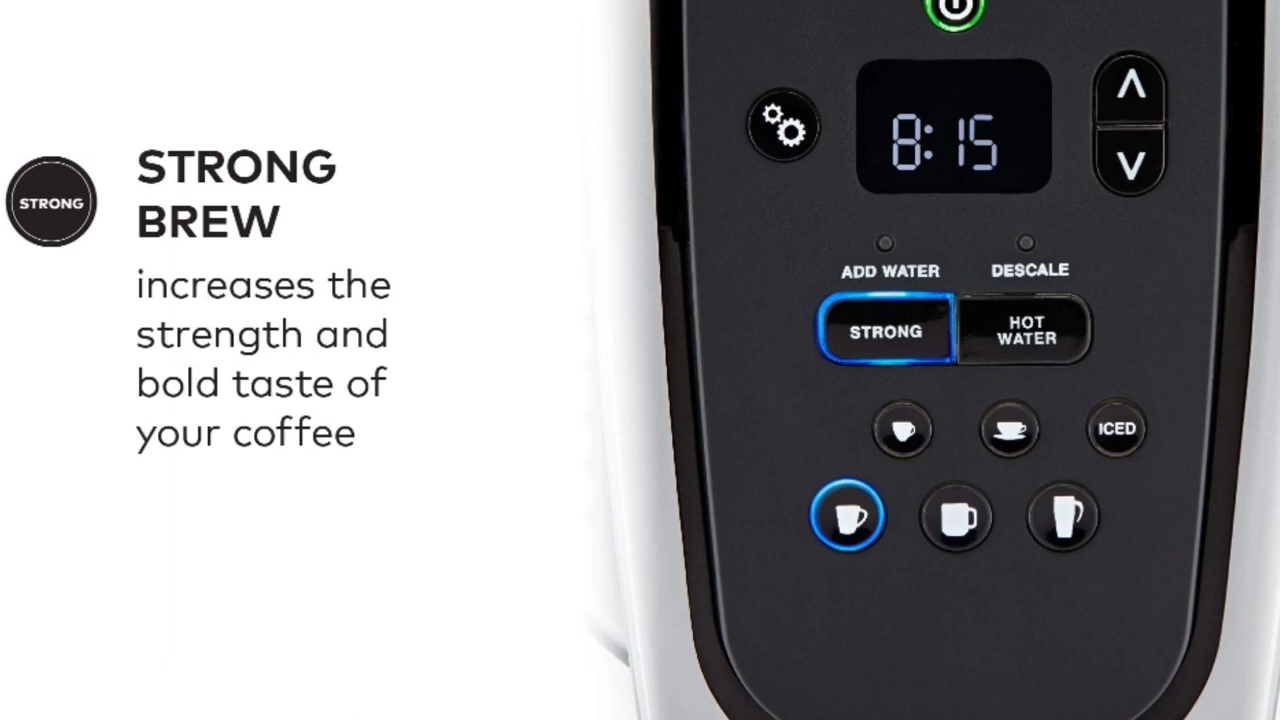 STRONG
STRONG
BREW
increases the
strength and
bold taste of
your coffee
8:15
ADD WATER
DESCALE
STRONG
HOT
WATER
ICED